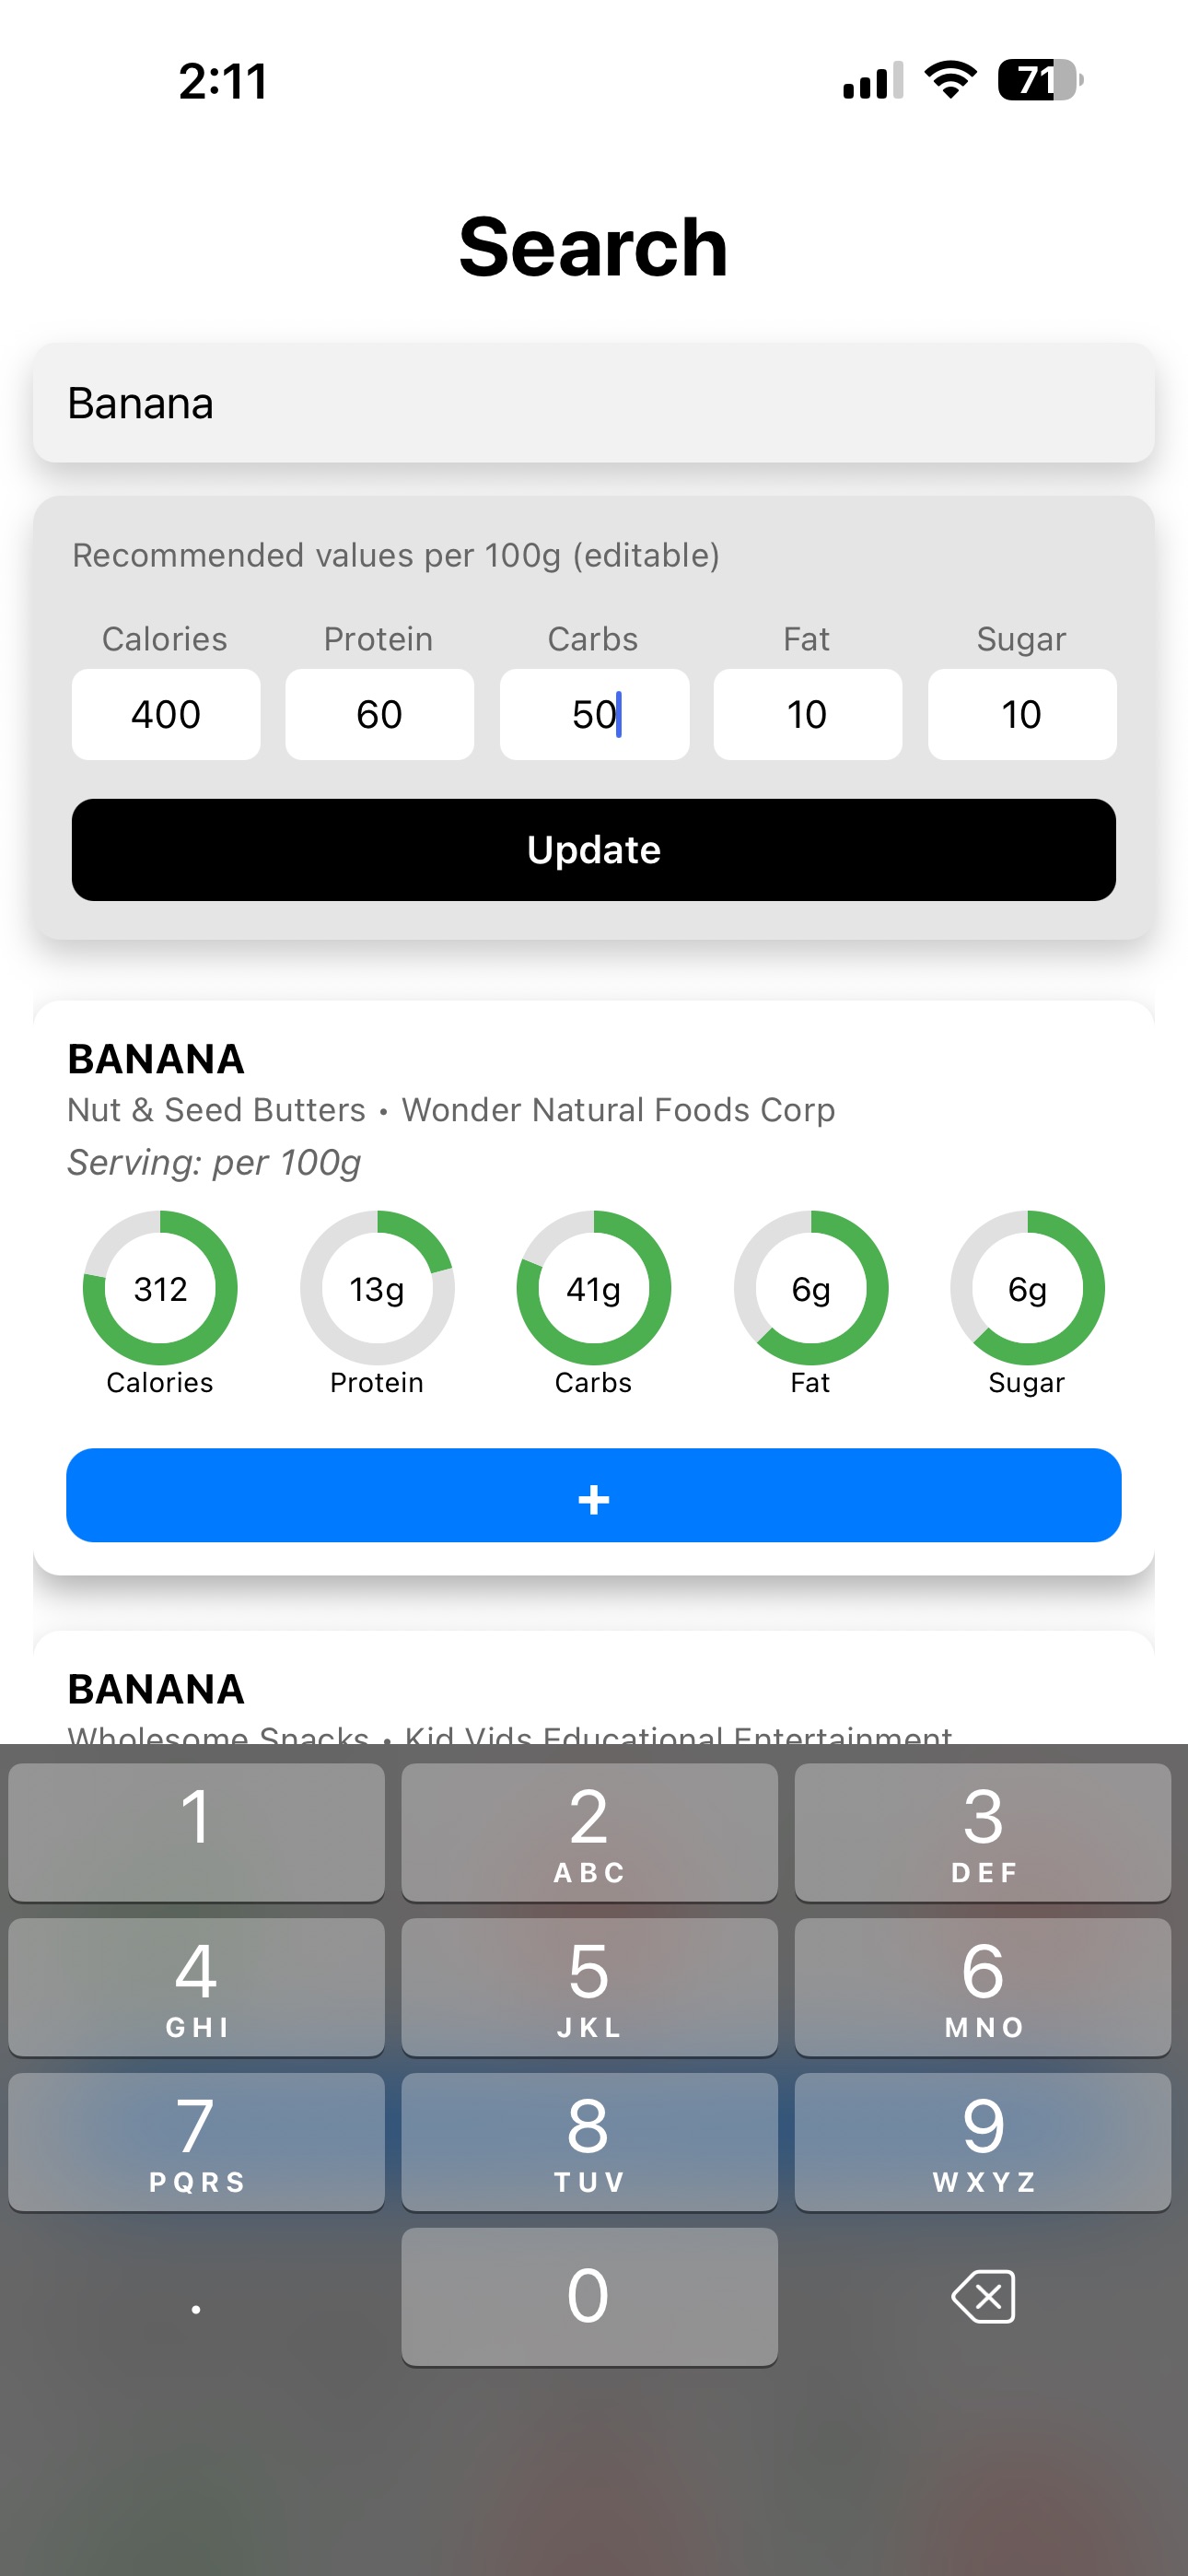 2:11
71
Search
Banana
Recommended values per 100g (editable)
Calories Protein Carbs Fat Sugar
400 60 50 10 10
Update
BANANA
Nut & Seed Butters • Wonder Natural Foods Corp
Serving: per 100g
312 13g 41g 6g 6g
Calories Protein Carbs Fat Sugar
+
BANANA
Wholesome Snacks • Kid Vids Educational Entertainment
1 2 3
ABC DEF
4 5 6
GHI JKL MNO
7 8 9
PQRS TUV WXYZ
. 0